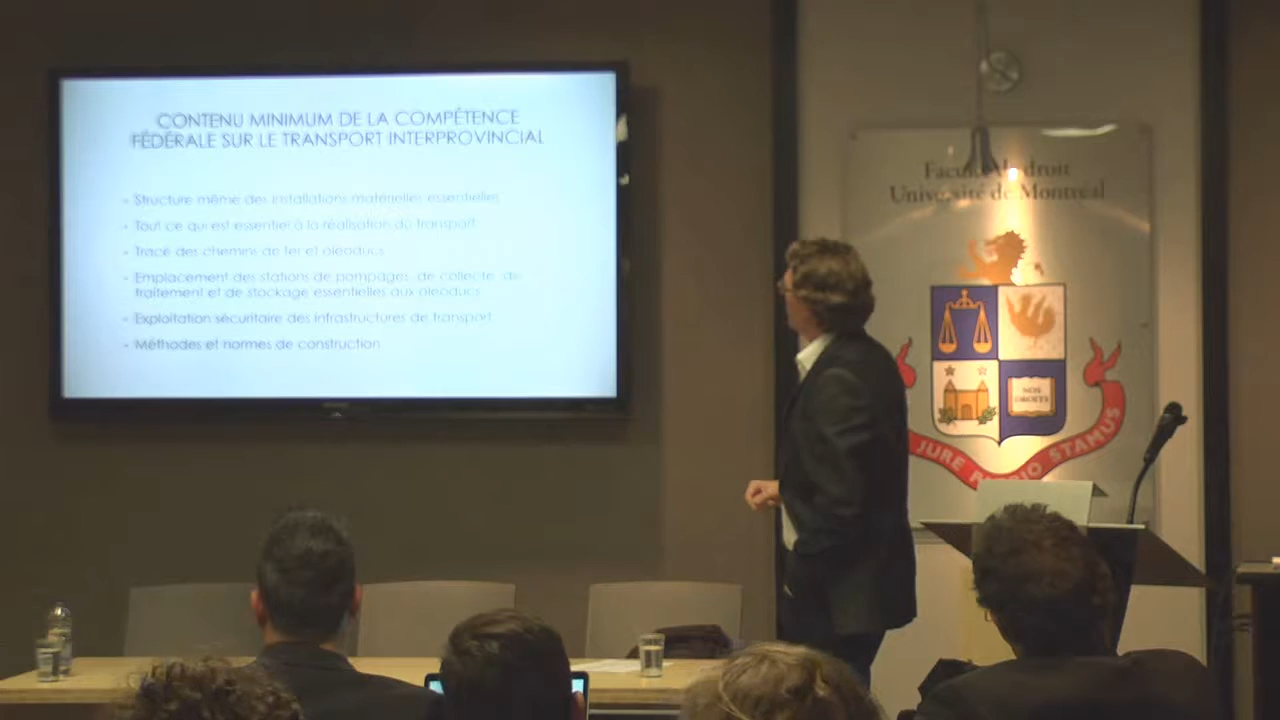 CONTENU MINIMUM DE LA COMPÉTENCE
FÉDÉRALE SUR LE TRANSPORT INTERPROVINCIAL
- Structure même des installations matérielles essentielles
- Tout ce qui est essentiel à la réalisation du transport
- Tracé des chemins de fer et oléoducs
- Emplacement des stations de pompages, de collecte, de
traitement et de stockage essentielles aux oléoducs
- Exploitation sécuritaire des infrastructures de transport
- Méthodes et normes de construction
Faculté de droit
Université de Montréal
NOS
DROITS
JURE STANUS